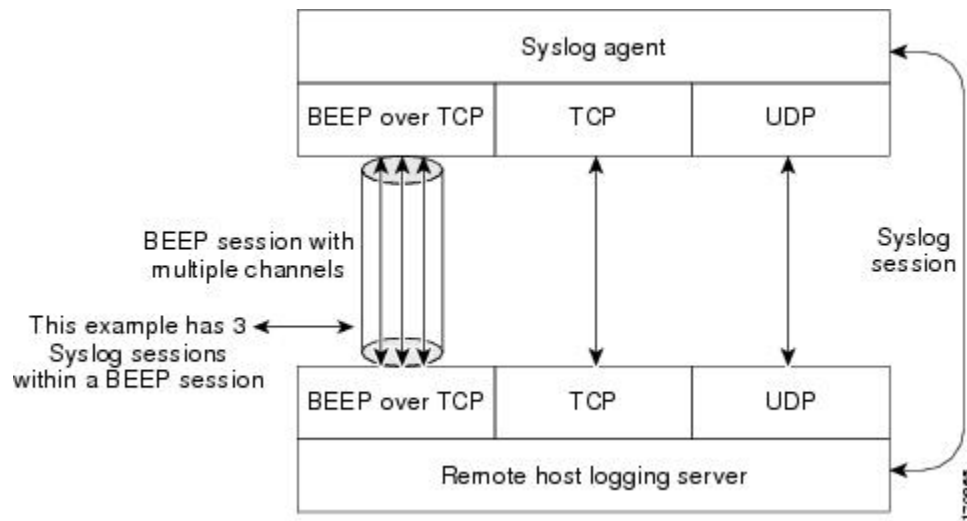 Syslog agent
BEEP over TCP
TCP
UDP
BEEP session with
multiple channels
Syslog
session
This example has 3
Syslog sessions
within a BEEP session
BEEP over TCP
TCP
UDP
Remote host logging server